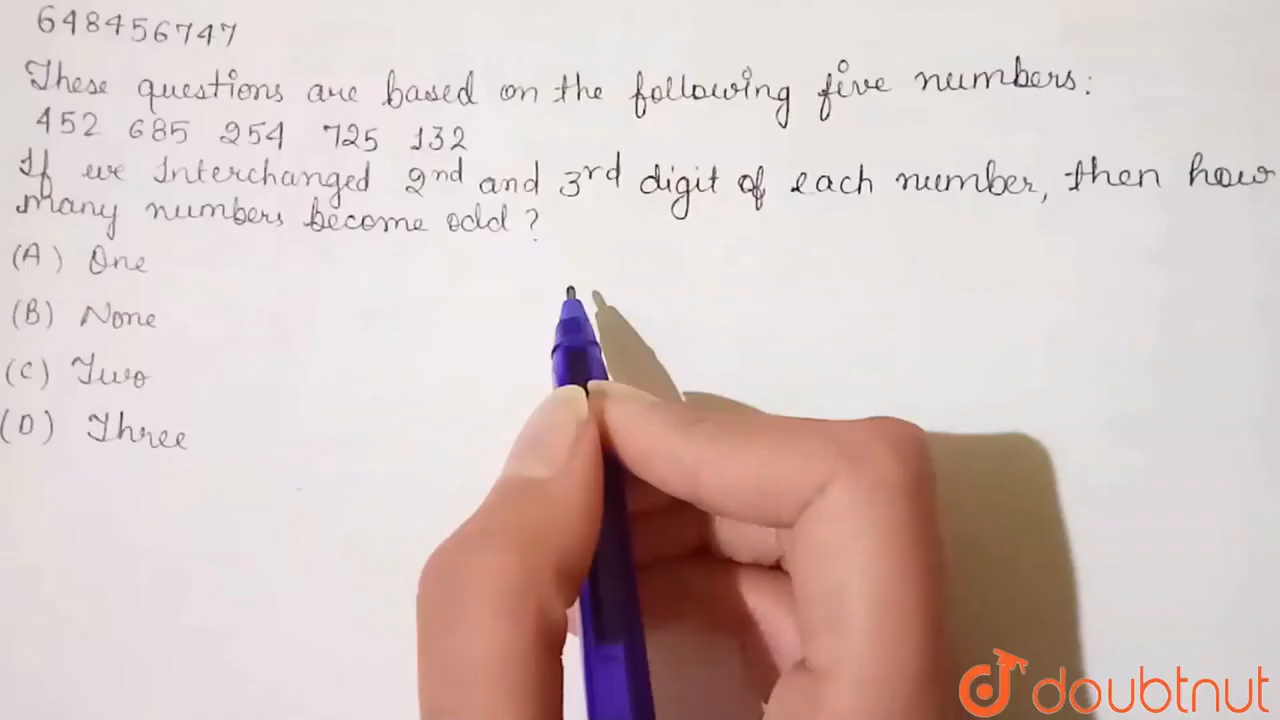 648456747
These questions are based on the following five numbers:
452 685 254 725 132
If we Interchanged 2nd and 3rd digit of each number, then how
many numbers become odd ?
(A) One
(B) None
(C) Two
(D) Three
doubtnut